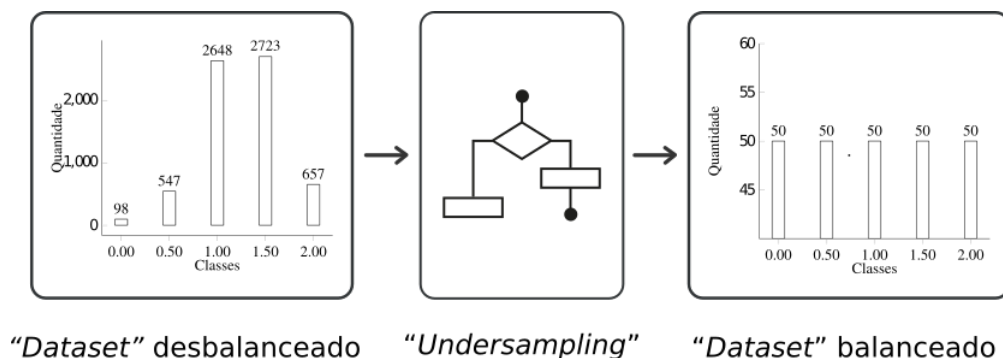 2723
2648
2,000
Quantidade
1,000
657
547
98
0
0.00 0.50 1.00 1.50 2.00
Classes
60
55
50
50 50 50 50 50
Quantidade
45
0.00 0.50 1.00 1.50 2.00
Classes
“Dataset” desbalanceado
“Undersampling”
“Dataset” balanceado